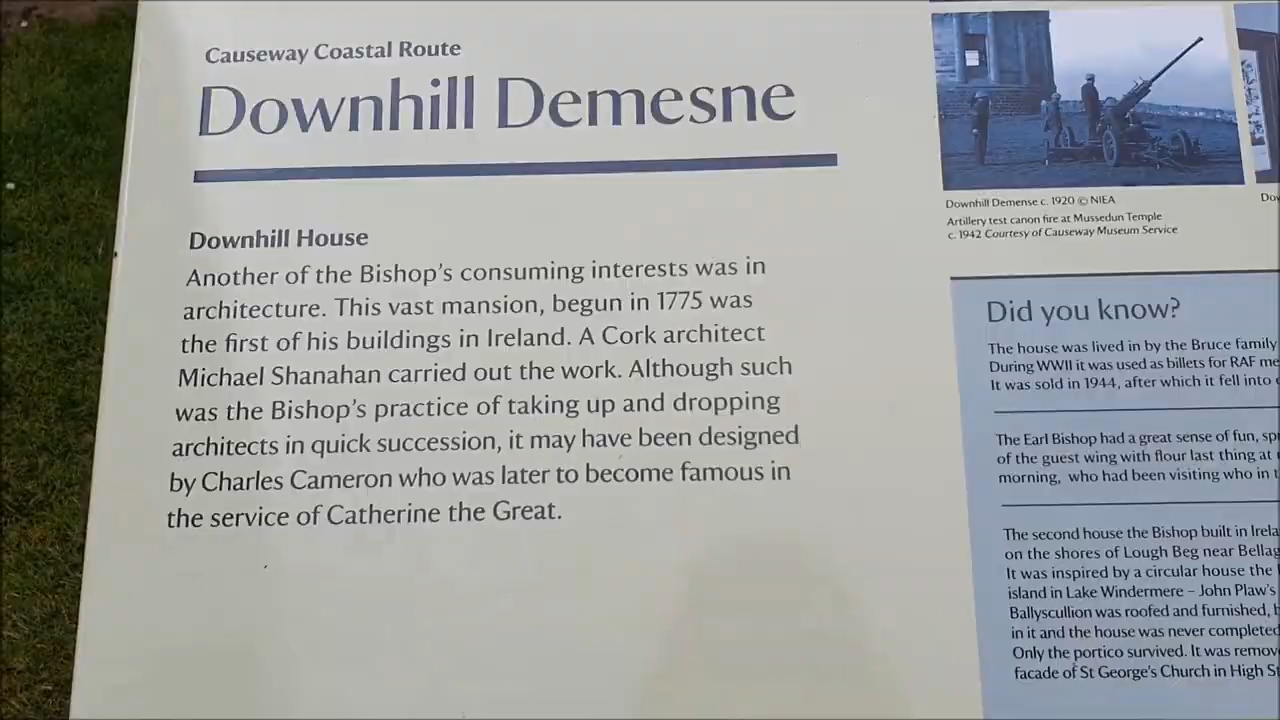 Causeway Coastal Route
Downhill Demesne
Downhill House
Another of the Bishop's consuming interests was in
architecture. This vast mansion, begun in 1775 was
the first of his buildings in Ireland. A Cork architect
Michael Shanahan carried out the work. Although such
was the Bishop's practice of taking up and dropping
architects in quick succession, it may have been designed
by Charles Cameron who was later to become famous in
the service of Catherine the Great.
Downhill Demense c. 1920 © NIEA
Artillery test canon fire at Mussedun Temple
c. 1942 Courtesy of Causeway Museum Service
Did you know?
The house was lived in by the Bruce family
During WWII it was used as billets for RAF
It was sold in 1944, after which it fell into
The Earl Bishop had a great sense of fun,
of the guest wing with flour last thing at
morning, who had been visiting who in
The second house the Bishop built in
on the shores of Lough Beg near
It was inspired by a circular house the
island in Lake Windermere – John Plaw's
Ballyscullion was roofed and furnished,
in it and the house was never completed
Only the portico survived. It was
facade of St George's Church in High